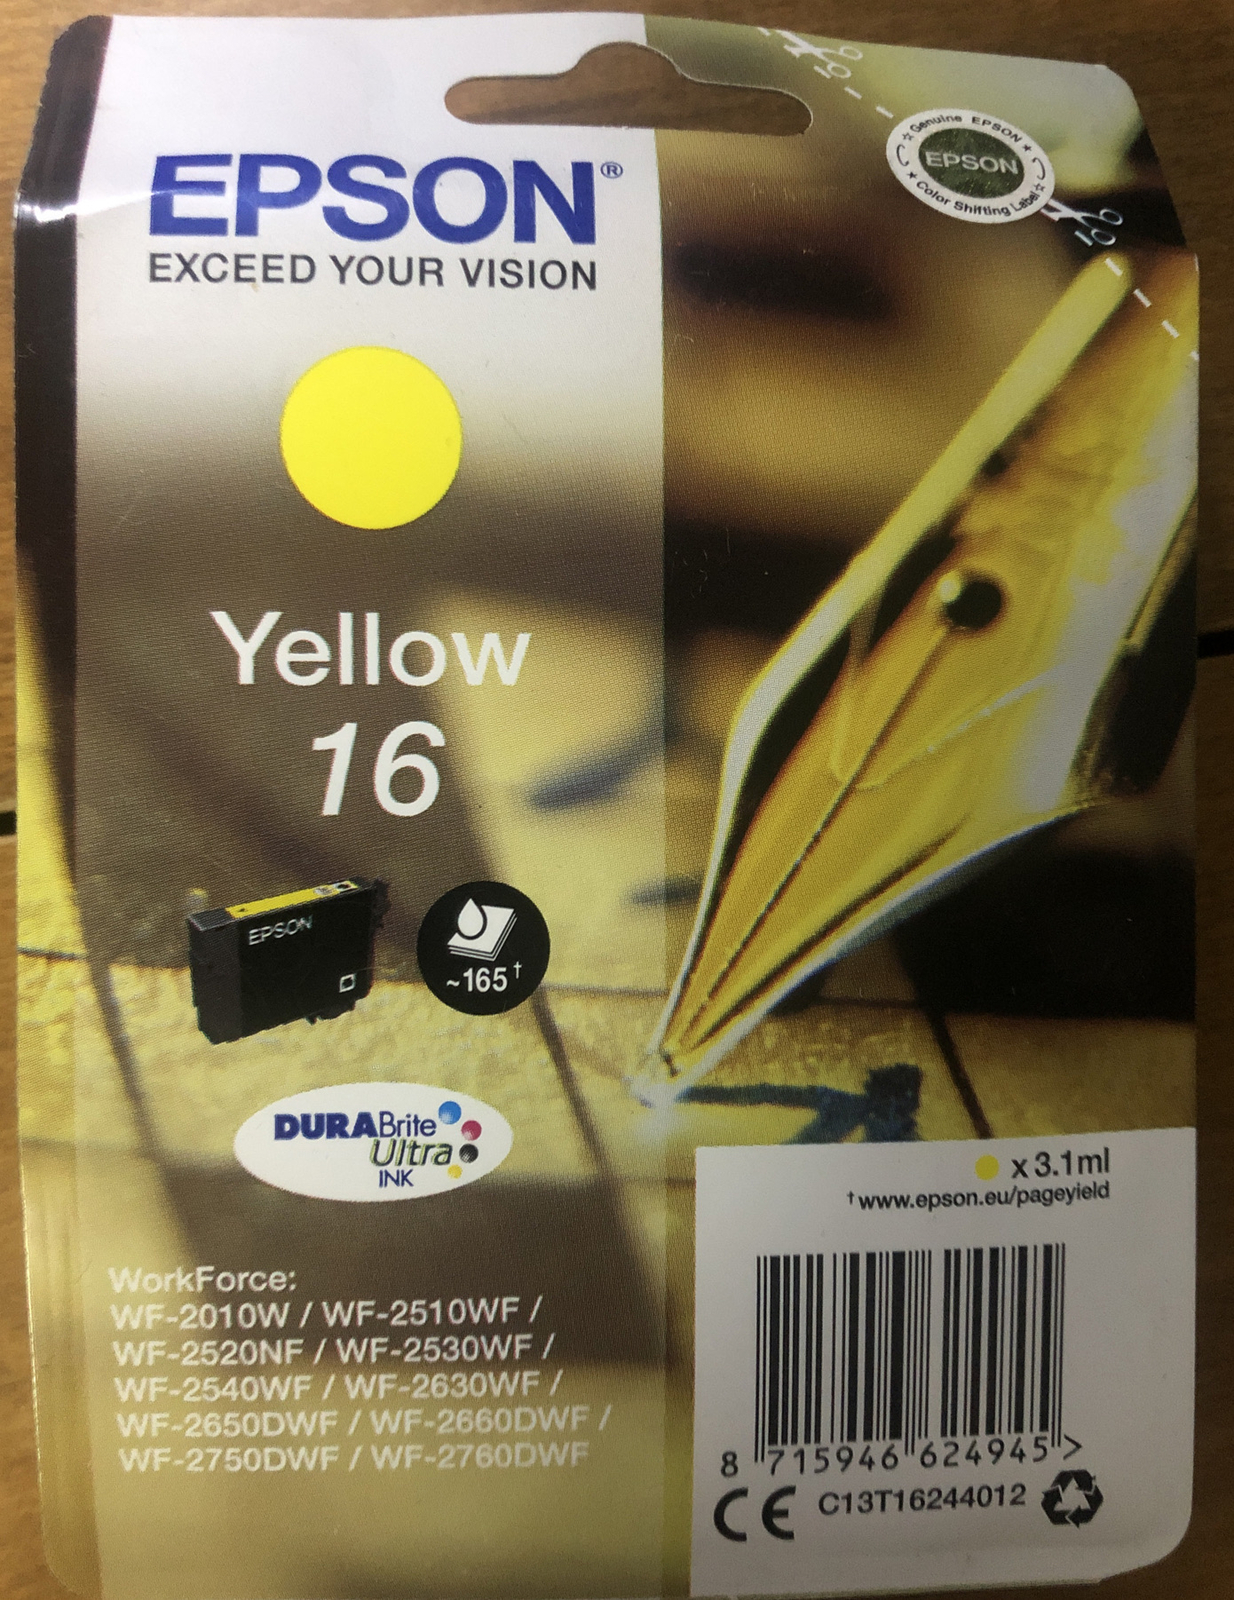 EPSON®
EXCEED YOUR VISION
Genuine EPSON
EPSON
Color Shifting Label
Yellow
16
EPSON
~165†
DURABrite
Ultra
INK
x 3.1ml
†www.epson.eu/pageyield
WorkForce:
WF-2010W / WF-2510WF /
WF-2520NF / WF-2530WF /
WF-2540WF / WF-2630WF /
WF-2650DWF / WF-2660DWF /
WF-2750DWF / WF-2760DWF
8 715946 624945 >
CE C13T16244012